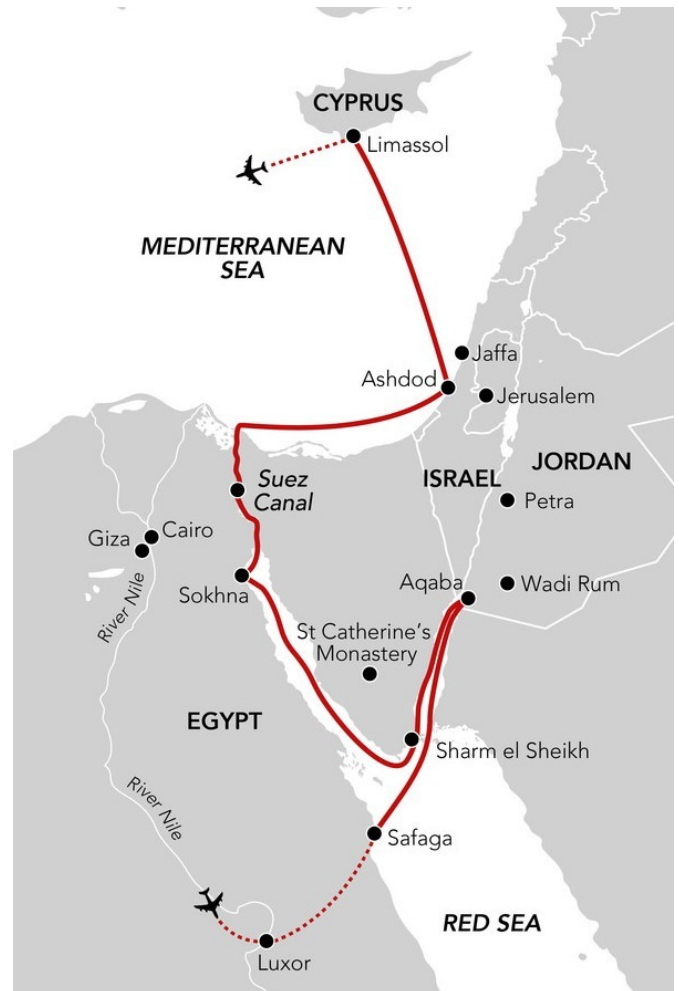 CYPRUS
Limassol
MEDITERRANEAN
SEA
Jaffa
Ashdod
Jerusalem
Suez
Canal
ISRAEL
JORDAN
Petra
Giza
Cairo
Sokhna
Aqaba
Wadi Rum
River Nile
St Catherine's
Monastery
EGYPT
Sharm el Sheikh
River Nile
Safaga
RED SEA
Luxor